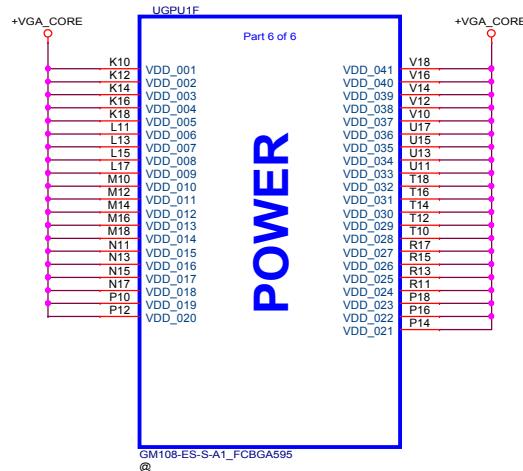 UGPU1F
+VGA_CORE
+VGA_CORE
Part 6 of 6
K10 VDD_001 VDD_041 V18
K12 VDD_002 VDD_040 V16
K14 VDD_003 VDD_039 V14
K16 VDD_004 VDD_038 V12
K18 VDD_005 VDD_037 V10
L11 VDD_006 VDD_036 U17
L13 VDD_007 VDD_035 U15
L15 VDD_008 VDD_034 U13
L17 VDD_009 VDD_033 U11
M10 VDD_010 VDD_032 T18
M12 VDD_011 VDD_031 T16
M14 VDD_012 VDD_030 T14
M16 VDD_013 VDD_029 T12
M18 VDD_014 VDD_028 T10
N11 VDD_015 VDD_027 R17
N13 VDD_016 VDD_026 R15
N15 VDD_017 VDD_025 R13
N17 VDD_018 VDD_024 R11
P10 VDD_019 VDD_023 P18
P12 VDD_020 VDD_022 P16
VDD_021 P14
POWER
GM108-ES-S-A1_FCBGA595
@